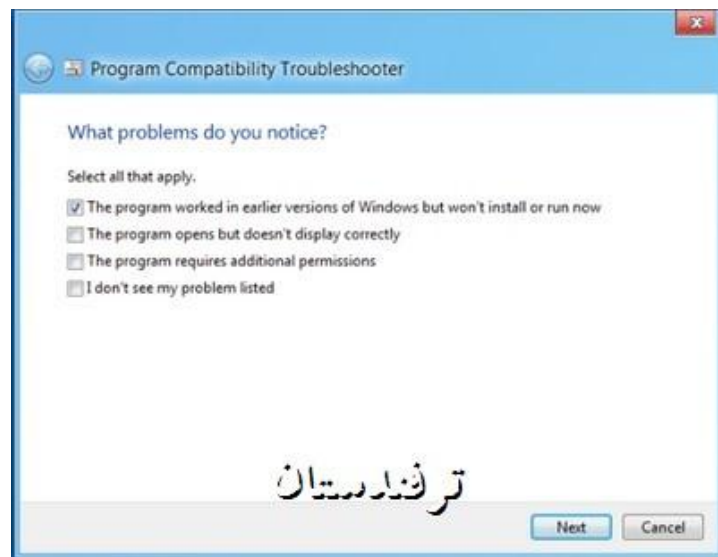 Program Compatibility Troubleshooter
What problems do you notice?
Select all that apply.
The program worked in earlier versions of Windows but won't install or run now
The program opens but doesn't display correctly
The program requires additional permissions
I don't see my problem listed
ترفندستان
Next Cancel